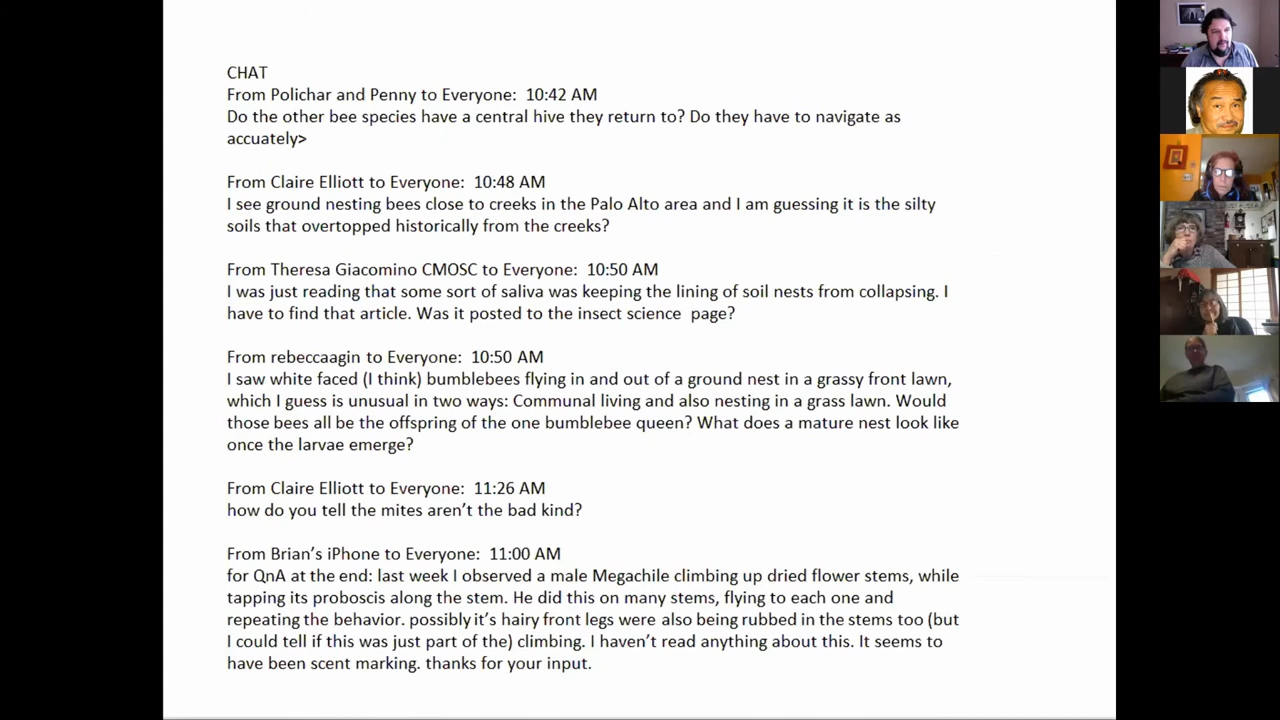 CHAT
From Polichar and Penny to Everyone:  10:42 AM
Do the other bee species have a central hive they return to? Do they have to navigate as
accuately>
From Claire Elliott to Everyone:  10:48 AM
I see ground nesting bees close to creeks in the Palo Alto area and I am guessing it is the silty
soils that overtopped historically from the creeks?
From Theresa Giacomino CMOSC to Everyone:  10:50 AM
I was just reading that some sort of saliva was keeping the lining of soil nests from collapsing. I
have to find that article. Was it posted to the insect science  page?
From rebeccaagin to Everyone:  10:50 AM
I saw white faced (I think) bumblebees flying in and out of a ground nest in a grassy front lawn,
which I guess is unusual in two ways: Communal living and also nesting in a grass lawn. Would
those bees all be the offspring of the one bumblebee queen? What does a mature nest look like
once the larvae emerge?
From Claire Elliott to Everyone:  11:26 AM
how do you tell the mites aren’t the bad kind?
From Brian’s iPhone to Everyone:  11:00 AM
for QnA at the end: last week I observed a male Megachile climbing up dried flower stems, while
tapping its proboscis along the stem. He did this on many stems, flying to each one and
repeating the behavior. possibly it’s hairy front legs were also being rubbed in the stems too (but
I could tell if this was just part of the) climbing. I haven’t read anything about this. It seems to
have been scent marking. thanks for your input.